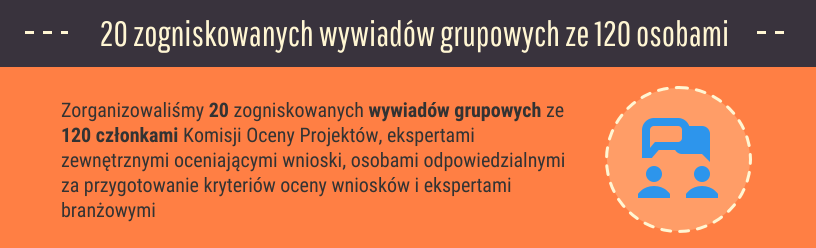 20 zogniskowanych wywiadów grupowych ze 120 osobami
Zorganizowaliśmy 20 zogniskowanych wywiadów grupowych ze
120 członkami Komisji Oceny Projektów, ekspertami
zewnętrznymi oceniającymi wnioski, osobami odpowiedzialnymi
za przygotowanie kryteriów oceny wniosków i ekspertami
branżowymi